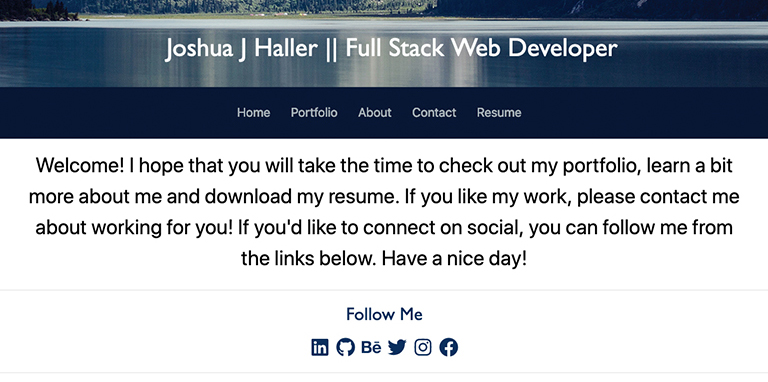 Joshua J Haller || Full Stack Web Developer
Home Portfolio About Contact Resume
Welcome! I hope that you will take the time to check out my portfolio, learn a bit
more about me and download my resume. If you like my work, please contact me
about working for you! If you'd like to connect on social, you can follow me from
the links below. Have a nice day!
Follow Me
in Bē